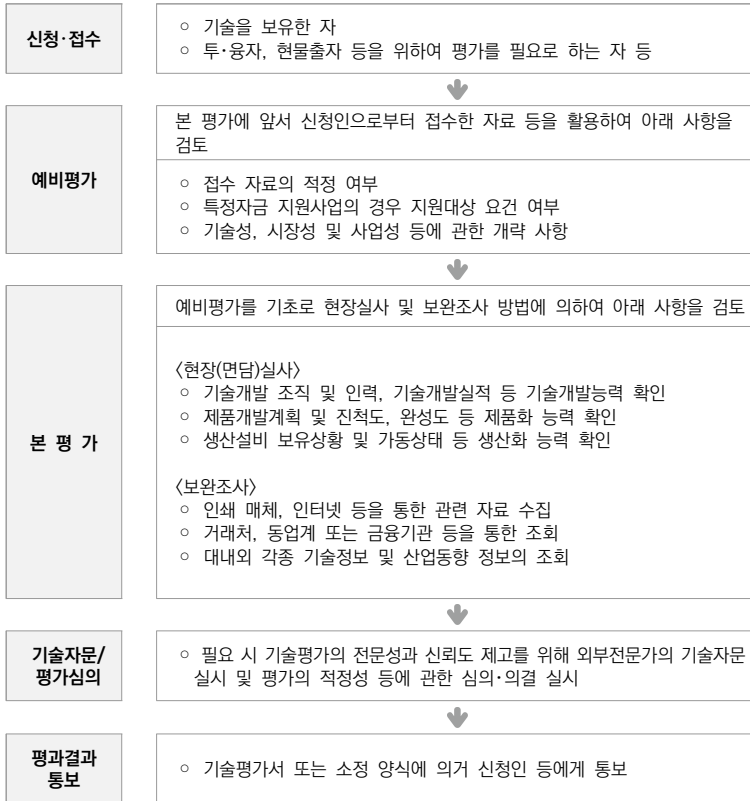 신청·접수
○ 기술을 보유한 자
○ 투·융자, 현물출자 등을 위하여 평가를 필요로 하는 자 등
예비평가
본 평가에 앞서 신청인으로부터 접수한 자료 등을 활용하여 아래 사항을
검토
○ 접수 자료의 적정 여부
○ 특정자금 지원사업의 경우 지원대상 요건 여부
○ 기술성, 시장성 및 사업성 등에 관한 개략 사항
본 평 가
예비평가를 기초로 현장실사 및 보완조사 방법에 의하여 아래 사항을 검토
〈현장(면담)실사〉
○ 기술개발 조직 및 인력, 기술개발실적 등 기술개발능력 확인
○ 제품개발계획 및 진척도, 완성도 등 제품화 능력 확인
○ 생산설비 보유상황 및 가동상태 등 생산화 능력 확인
〈보완조사〉
○ 인쇄 매체, 인터넷 등을 통한 관련 자료 수집
○ 거래처, 동업계 또는 금융기관 등을 통한 조회
○ 대내외 각종 기술정보 및 산업동향 정보의 조회
기술자문/
평가심의
○ 필요 시 기술평가의 전문성과 신뢰도 제고를 위해 외부전문가의 기술자문
실시 및 평가의 적정성 등에 관한 심의·의결 실시
평과결과
통보
○ 기술평가서 또는 소정 양식에 의거 신청인 등에게 통보